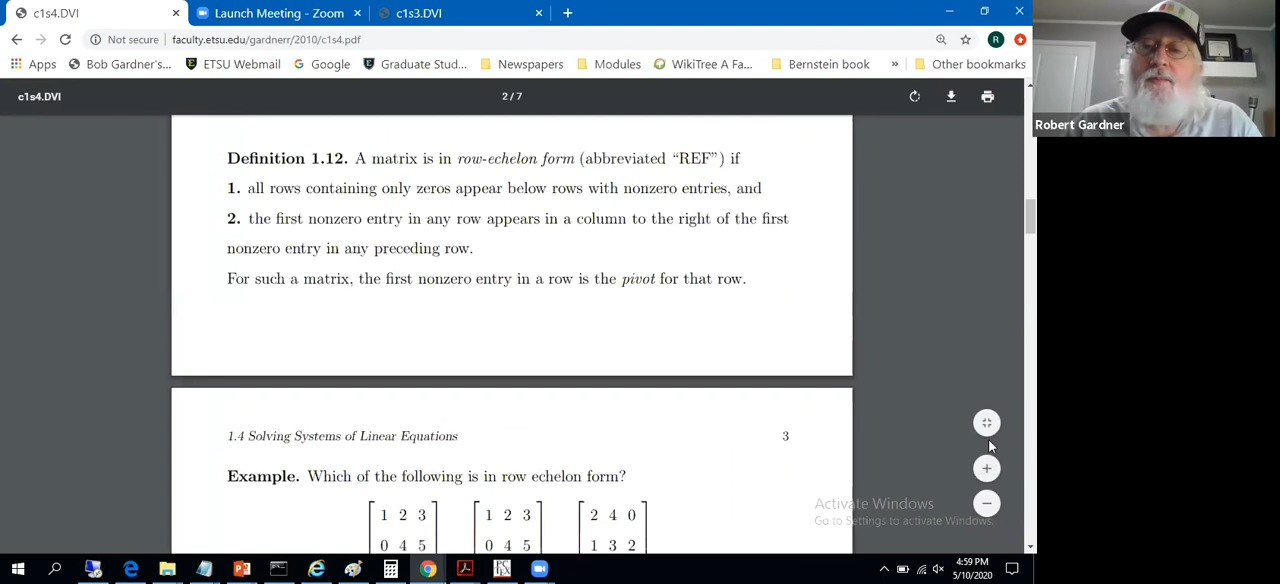 c1s4.DVI
Launch Meeting - Zoom
c1s3.DVI
Not secure
faculty.etsu.edu/gardnerr/2010/c1s4.pdf
R
Apps
Bob Gardner's...
ETSU Webmail
Google
Graduate Stud...
Newspapers
Modules
WikiTree A Fa...
Bernstein book
»
Other bookmarks
c1s4.DVI
2 / 7
Robert Gardner
Definition 1.12. A matrix is in row-echelon form (abbreviated “REF”) if
1. all rows containing only zeros appear below rows with nonzero entries, and
2. the first nonzero entry in any row appears in a column to the right of the first
nonzero entry in any preceding row.
For such a matrix, the first nonzero entry in a row is the pivot for that row.
1.4 Solving Systems of Linear Equations 3
Example. Which of the following is in row echelon form?
1 2 3 1 2 3 2 4 0
0 4 5 0 4 5 1 3 2
Activate Windows
Go to Settings to activate Windows.
4:59 PM
5/10/2020